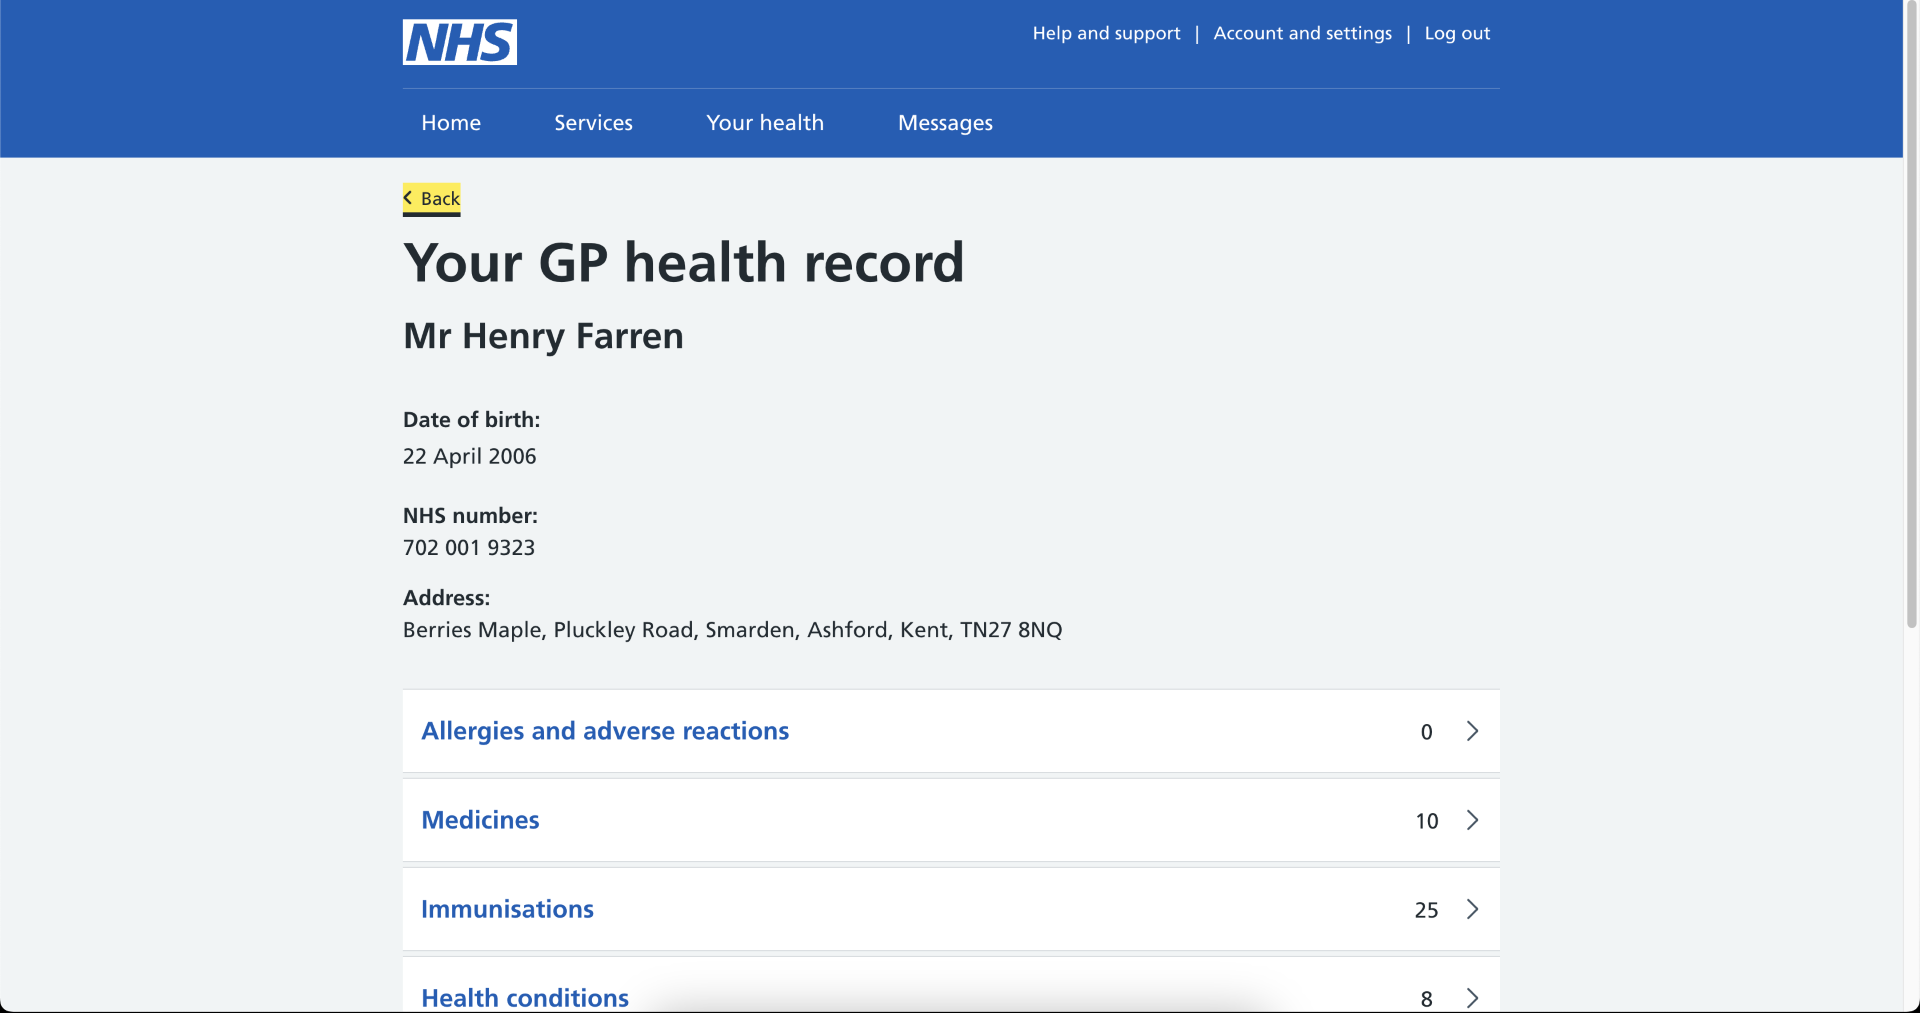 NHS
Help and support | Account and settings | Log out
Home Services Your health Messages
Back
Your GP health record
Mr Henry Farren
Date of birth:
22 April 2006
NHS number:
702 001 9323
Address:
Berries Maple, Pluckley Road, Smarden, Ashford, Kent, TN27 8NQ
Allergies and adverse reactions 0
Medicines 10
Immunisations 25
Health conditions 8